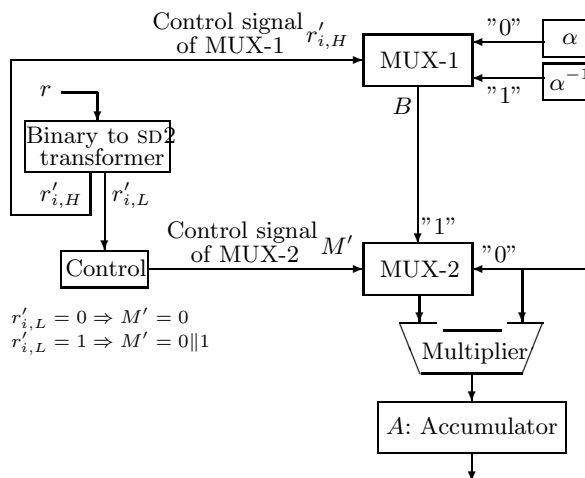 Control signal
of MUX-1
r′i,H
"0"
α
MUX-1
"1"
α−1
B
r
Binary to SD2
transformer
r′i,H
r′i,L
Control signal
of MUX-2
M′
"1"
"0"
Control
MUX-2
r′i,L = 0 ⇒ M′ = 0
r′i,L = 1 ⇒ M′ = 0∥1
Multiplier
A: Accumulator